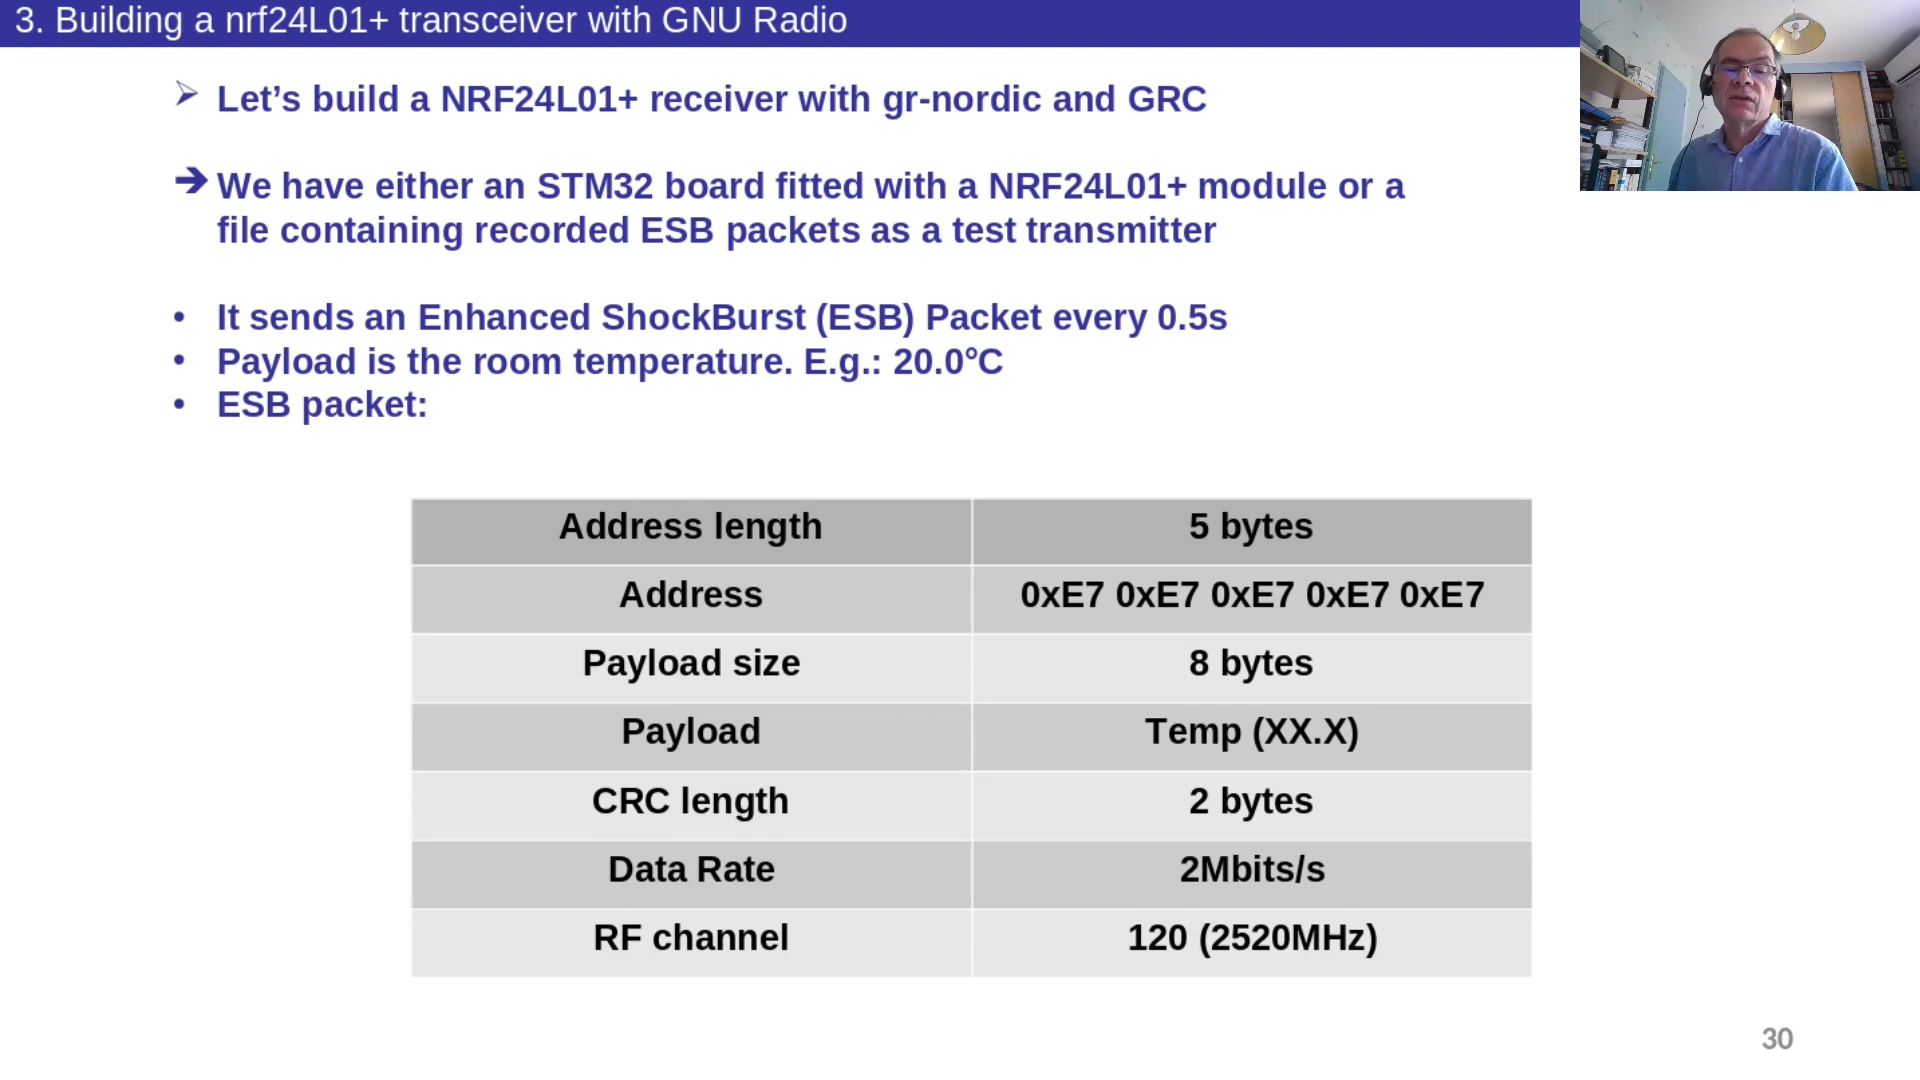 3. Building a nrf24L01+ transceiver with GNU Radio
Let’s build a NRF24L01+ receiver with gr-nordic and GRC
We have either an STM32 board fitted with a NRF24L01+ module or a
file containing recorded ESB packets as a test transmitter
• It sends an Enhanced ShockBurst (ESB) Packet every 0.5s
• Payload is the room temperature. E.g.: 20.0°C
• ESB packet:
Address length 5 bytes
Address 0xE7 0xE7 0xE7 0xE7 0xE7
Payload size 8 bytes
Payload Temp (XX.X)
CRC length 2 bytes
Data Rate 2Mbits/s
RF channel 120 (2520MHz)
30